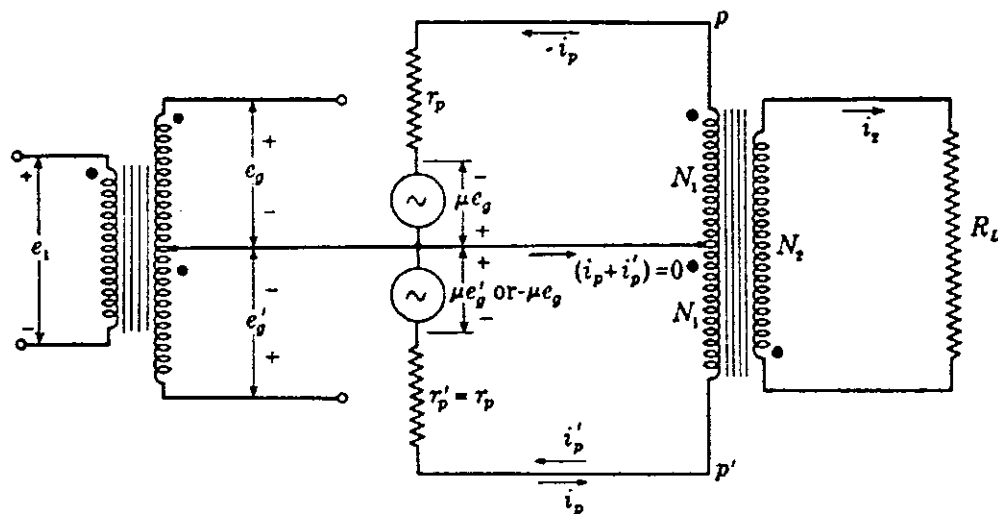 p
- i_p
r_p
+
e_g
-
-
μe_g
+
N_1
i_2
+
e_1
-
(i_p + i'_p) = 0
N_2
R_L
-
e'_g
+
+
μe'_g or -μe_g
-
N_1
r'_p = r_p
i'_p
p'
i_p